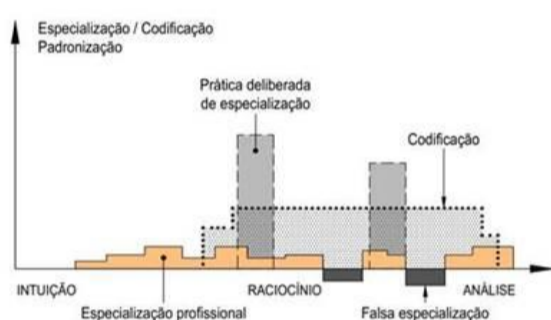 Especialização / Codificação
Padronização
Prática deliberada
de especialização
Codificação
INTUIÇÃO
RACIOCÍNIO
ANÁLISE
Especialização profissional
Falsa especialização